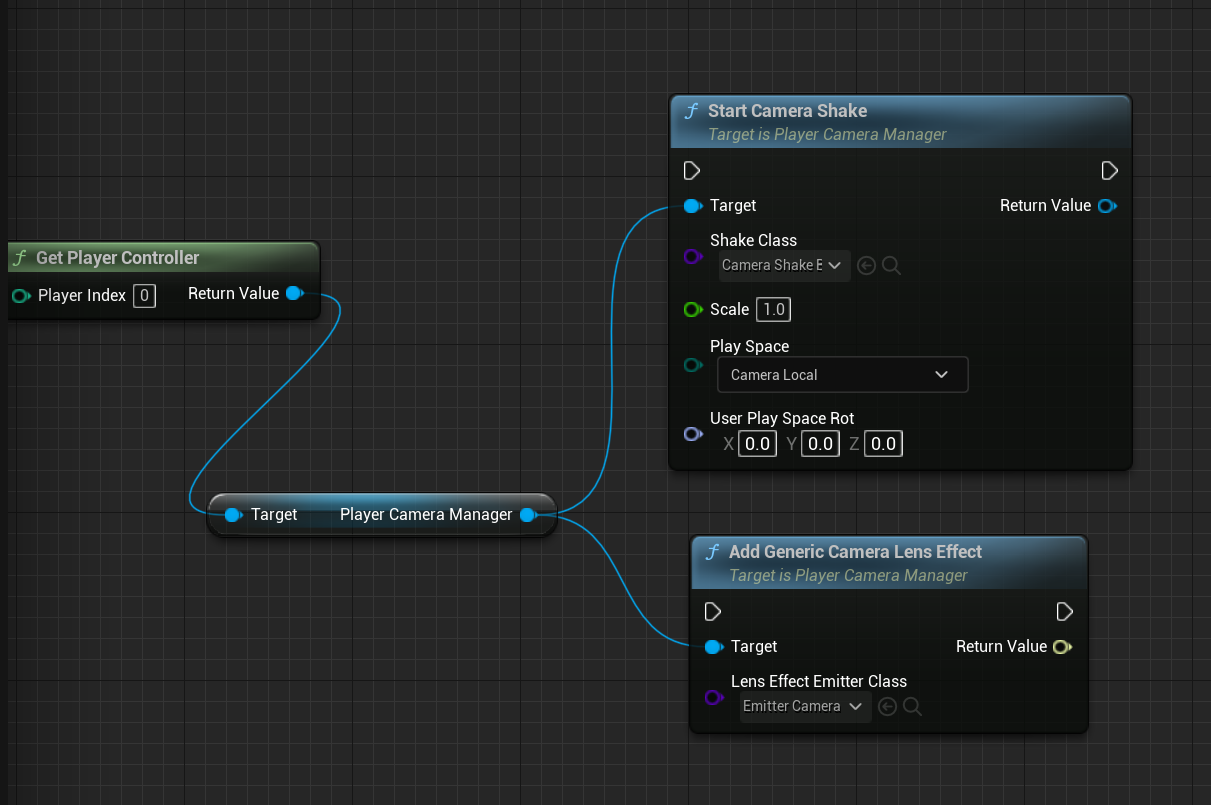 f Start Camera Shake
Target is Player Camera Manager
Target Return Value
Shake Class
Camera Shake
Scale 1.0
Play Space
Camera Local
User Play Space Rot
X 0.0 Y 0.0 Z 0.0
f Get Player Controller
Player Index 0 Return Value
Target Player Camera Manager
f Add Generic Camera Lens Effect
Target is Player Camera Manager
Target Return Value
Lens Effect Emitter Class
Emitter Camera